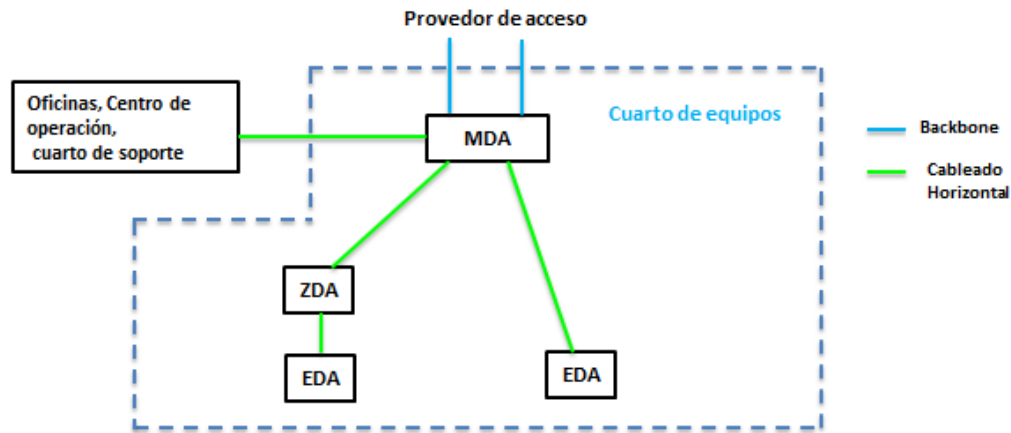 Provedor de acceso
Oficinas, Centro de
operación,
cuarto de soporte
MDA
Cuarto de equipos
Backbone
Cableado
Horizontal
ZDA
EDA
EDA